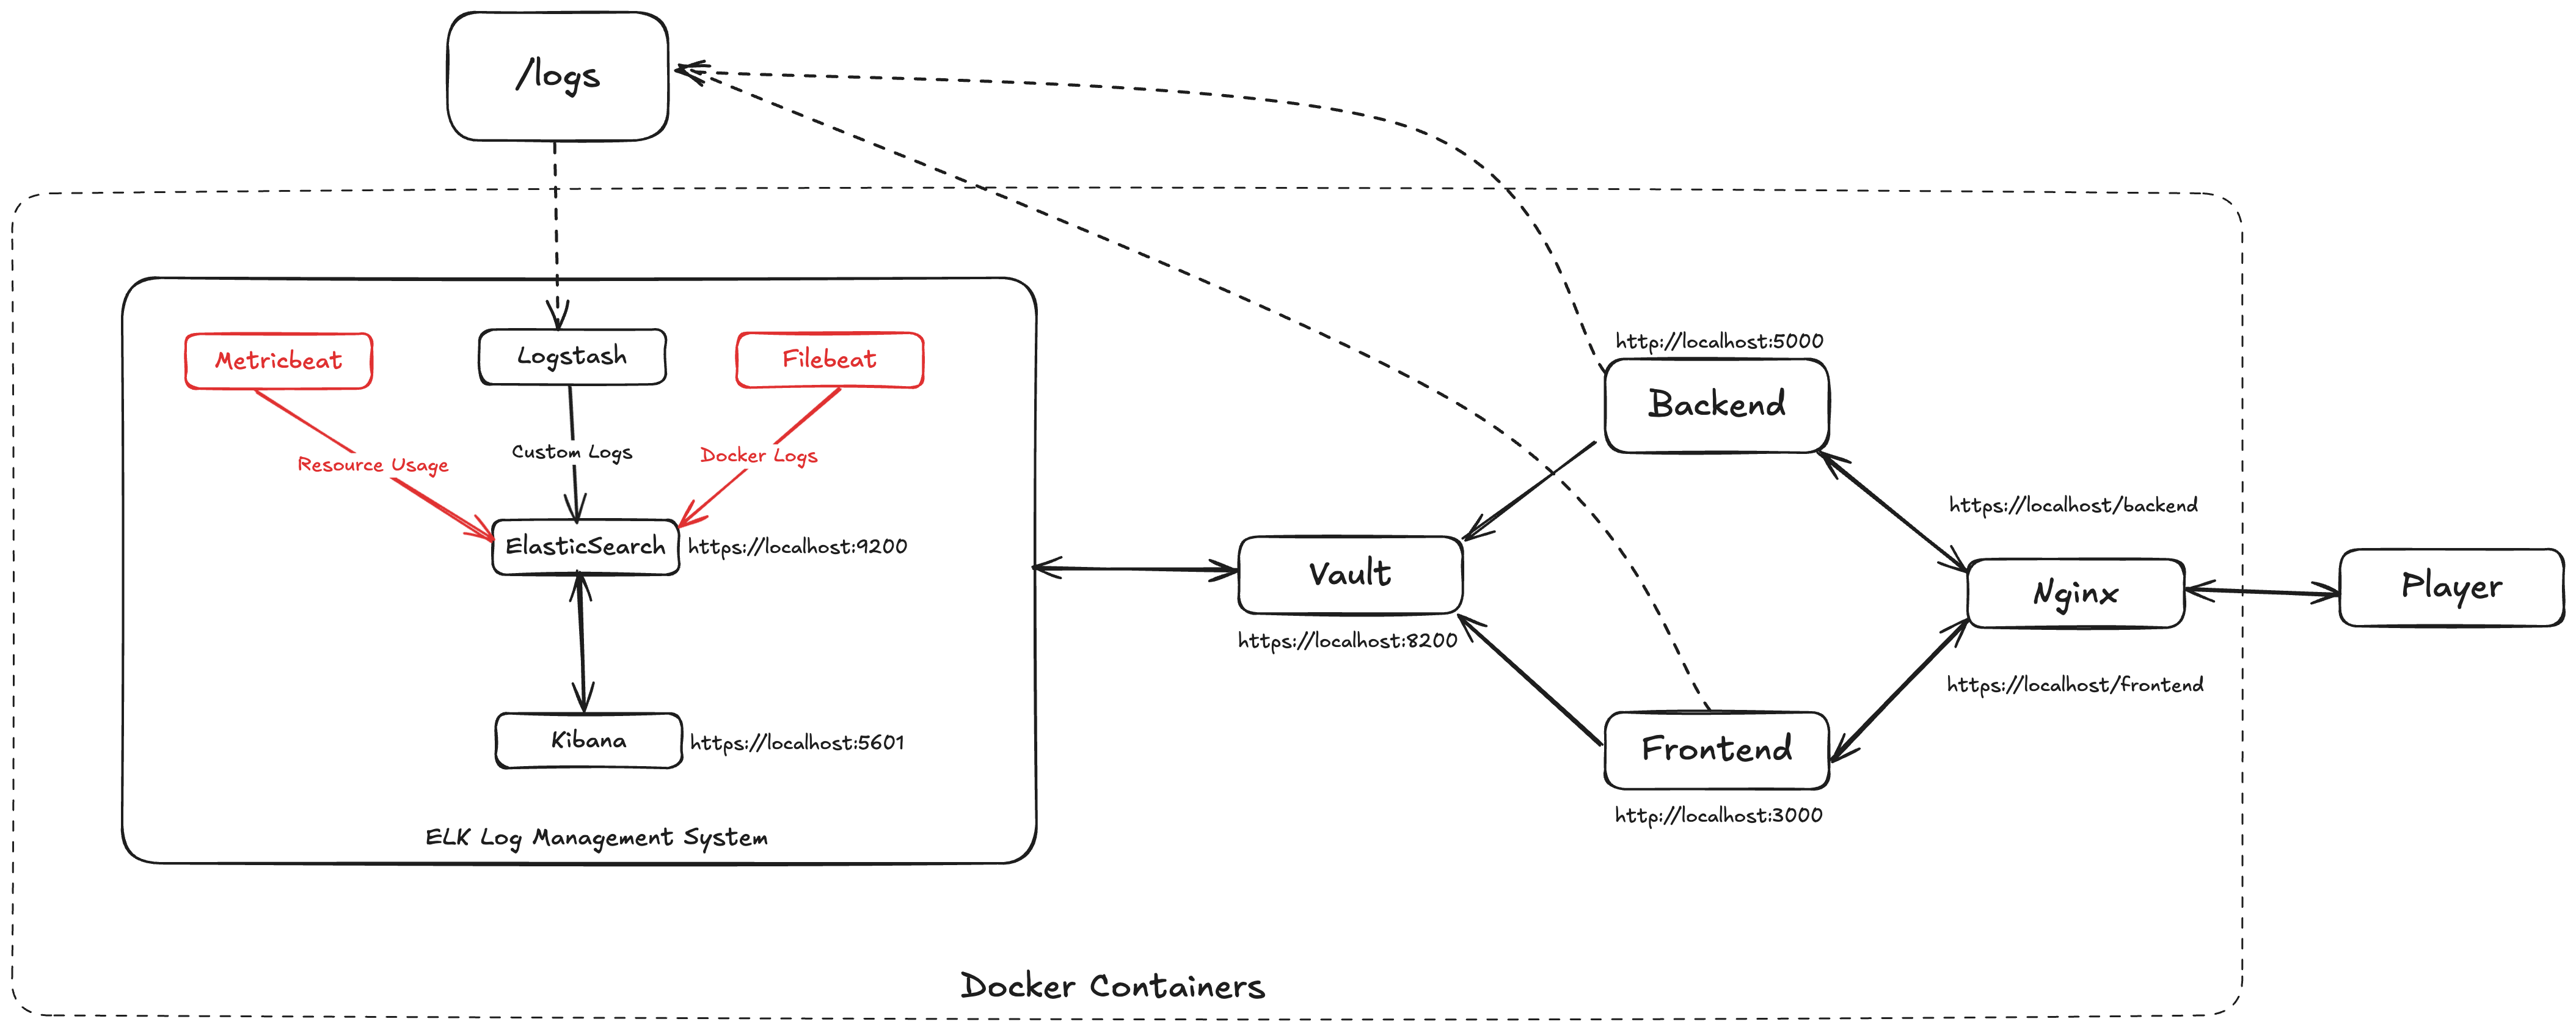 /logs
http://localhost:5000
Metricbeat
Logstash
Filebeat
Backend
Resource Usage
Custom Logs
Docker Logs
https://localhost/backend
ElasticSearch
https://localhost:9200
Vault
Nginx
Player
https://localhost:8200
https://localhost/frontend
Kibana
https://localhost:5601
Frontend
http://localhost:3000
ELK Log Management System
Docker Containers